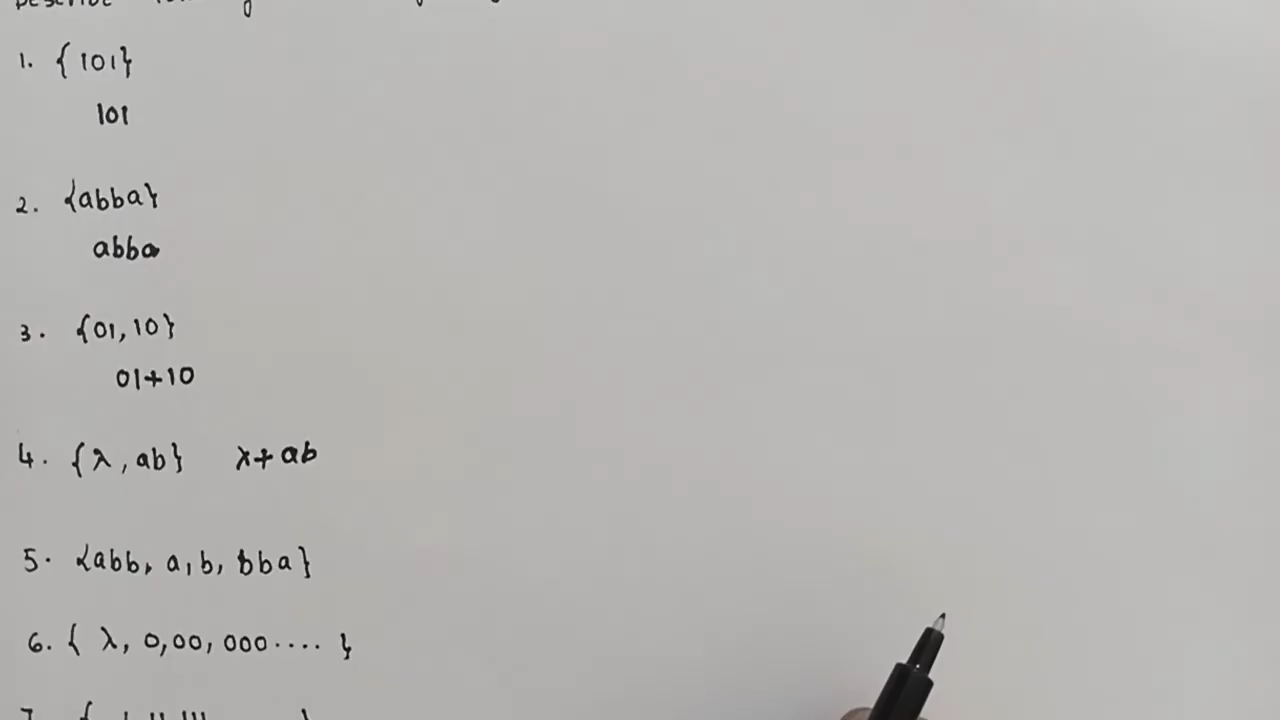 1. {101}
101
2. {abba}
abba
3. {01, 10}
01+10
4. {λ, ab} λ+ab
5. {abb, a, b, bba}
6. { λ, 0, 00, 000.... }